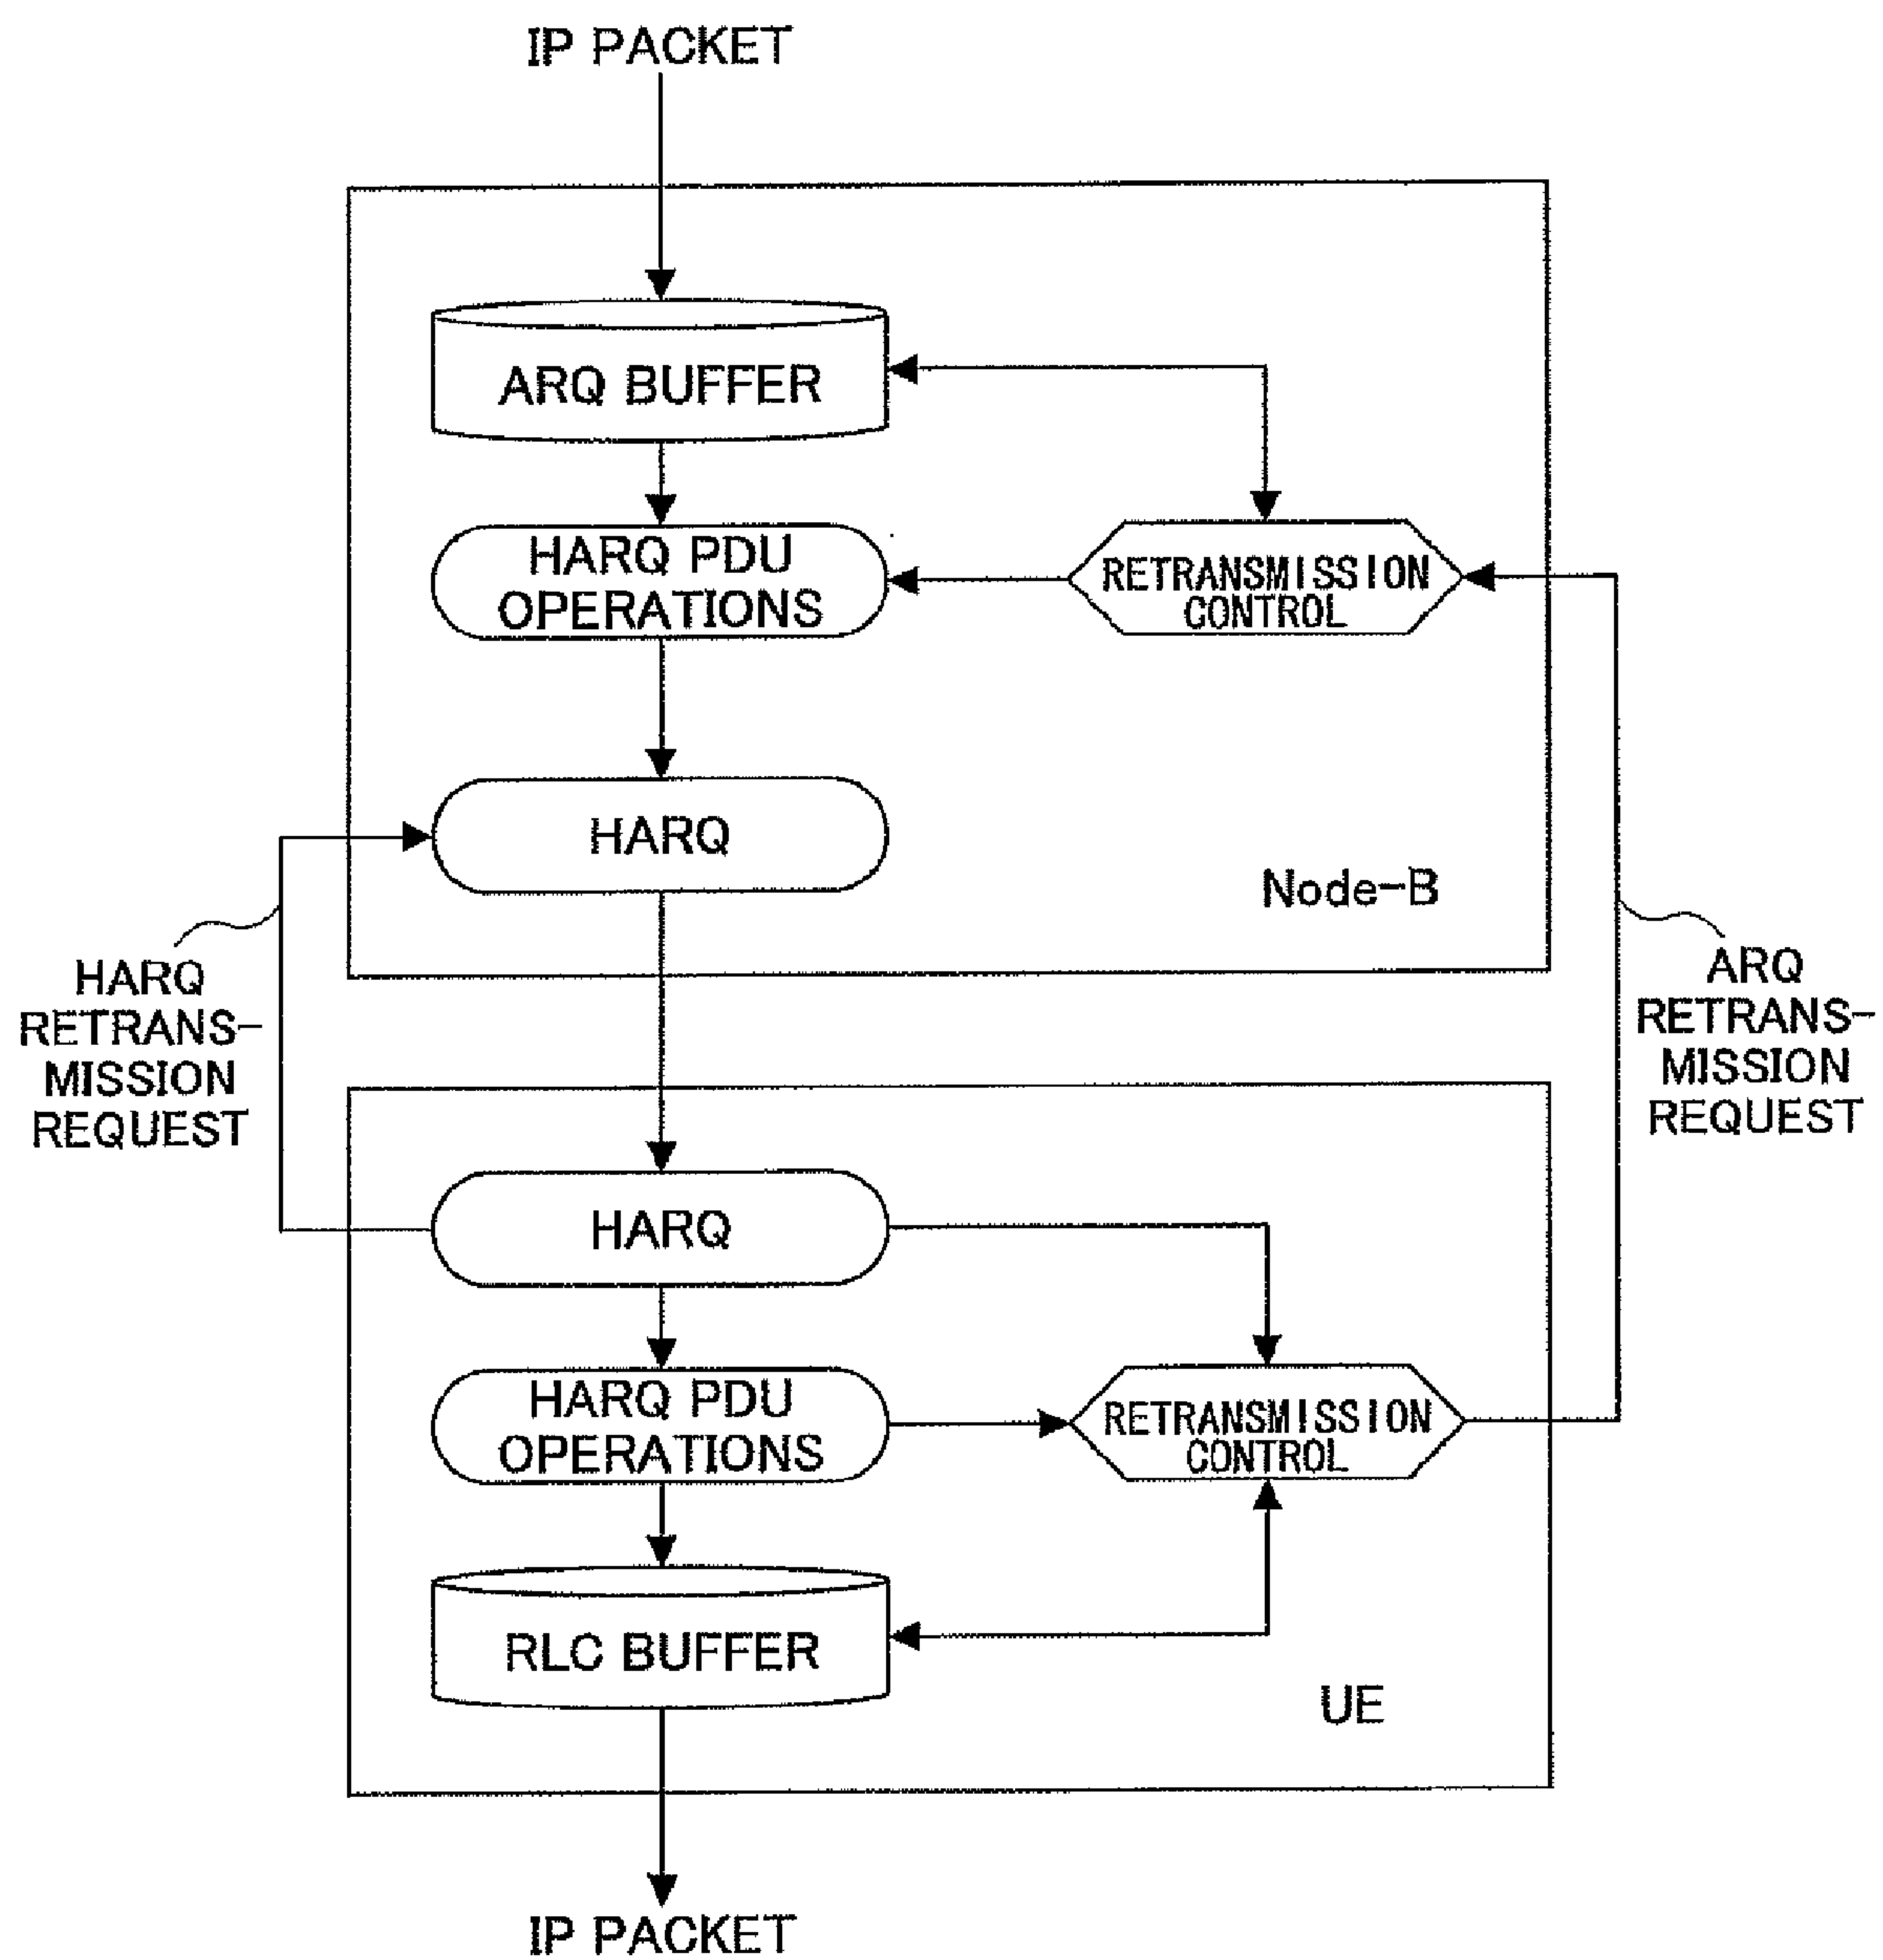 IP PACKET
ARQ BUFFER
HARQ PDU
OPERATIONS
RETRANSMISSION
CONTROL
HARQ
Node-B
HARQ
RETRANS-
MISSION
REQUEST
ARQ
RETRANS-
MISSION
REQUEST
HARQ
HARQ PDU
OPERATIONS
RETRANSMISSION
CONTROL
RLC BUFFER
UE
IP PACKET